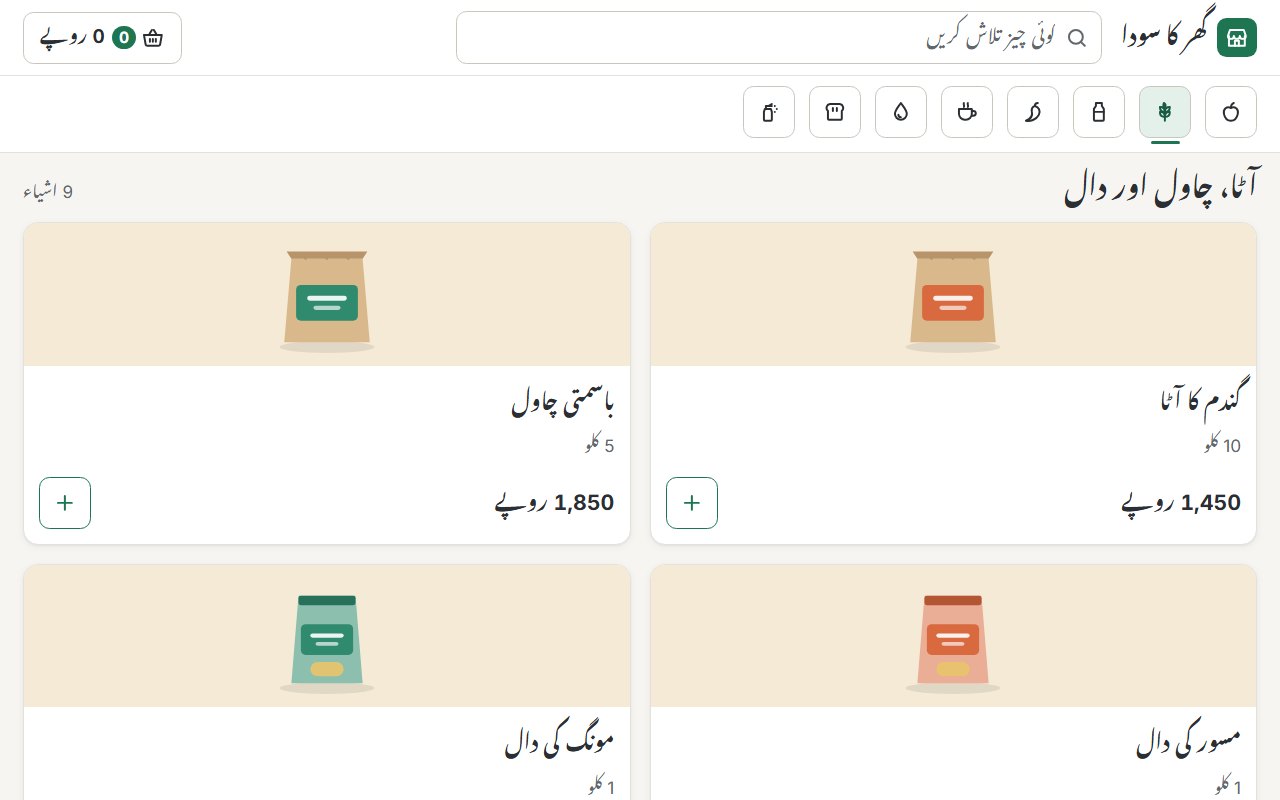 گھر کا سودا
کوئی چیز تلاش کریں
0 0 روپے
آٹا، چاول اور دال
9 اشیاء
گندم کا آٹا
10 کلو
1,450 روپے
باسمتی چاول
5 کلو
1,850 روپے
مسور کی دال
1 کلو
مونگ کی دال
1 کلو